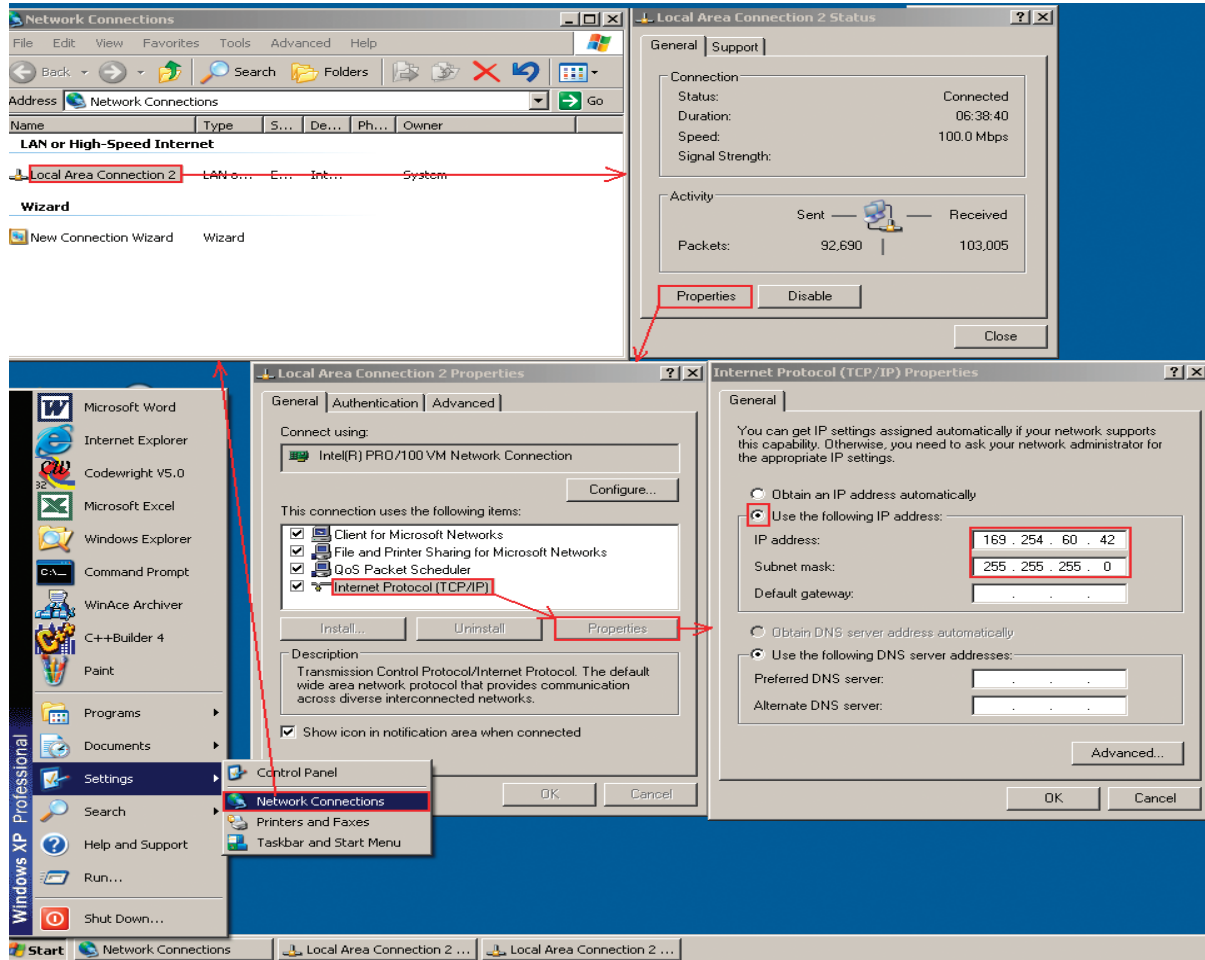 Network Connections
File Edit View Favorites Tools Advanced Help
Back Search Folders
Address Network Connections Go
Name Type S... De... Ph... Owner
LAN or High-Speed Internet
Local Area Connection 2 LAN o... E... Int... System
Wizard
New Connection Wizard Wizard
Local Area Connection 2 Status
General Support
Connection
Status: Connected
Duration: 06:38:40
Speed: 100.0 Mbps
Signal Strength:
Activity
Sent — — Received
Packets: 92,690 103,005
Properties Disable
Close
Microsoft Word
Internet Explorer
Codewright V5.0
32
Microsoft Excel
Windows Explorer
C:\_ Command Prompt
WinAce Archiver
C++Builder 4
Paint
Programs
Documents
Settings
Search
Help and Support
Run...
Shut Down...
Windows XP Professional
Control Panel
Network Connections
Printers and Faxes
Taskbar and Start Menu
Local Area Connection 2 Properties
General Authentication Advanced
Connect using:
Intel(R) PRO/100 VM Network Connection
Configure...
This connection uses the following items:
Client for Microsoft Networks
File and Printer Sharing for Microsoft Networks
QoS Packet Scheduler
Internet Protocol (TCP/IP)
Install... Uninstall Properties
Description
Transmission Control Protocol/Internet Protocol. The default
wide area network protocol that provides communication
across diverse interconnected networks.
Show icon in notification area when connected
OK Cancel
Internet Protocol (TCP/IP) Properties
General
You can get IP settings assigned automatically if your network supports
this capability. Otherwise, you need to ask your network administrator for
the appropriate IP settings.
Obtain an IP address automatically
Use the following IP address:
IP address: 169 . 254 . 60 . 42
Subnet mask: 255 . 255 . 255 . 0
Default gateway: . . .
Obtain DNS server address automatically
Use the following DNS server addresses:
Preferred DNS server: . . .
Alternate DNS server: . . .
Advanced...
OK Cancel
Start Network Connections Local Area Connection 2 ... Local Area Connection 2 ...